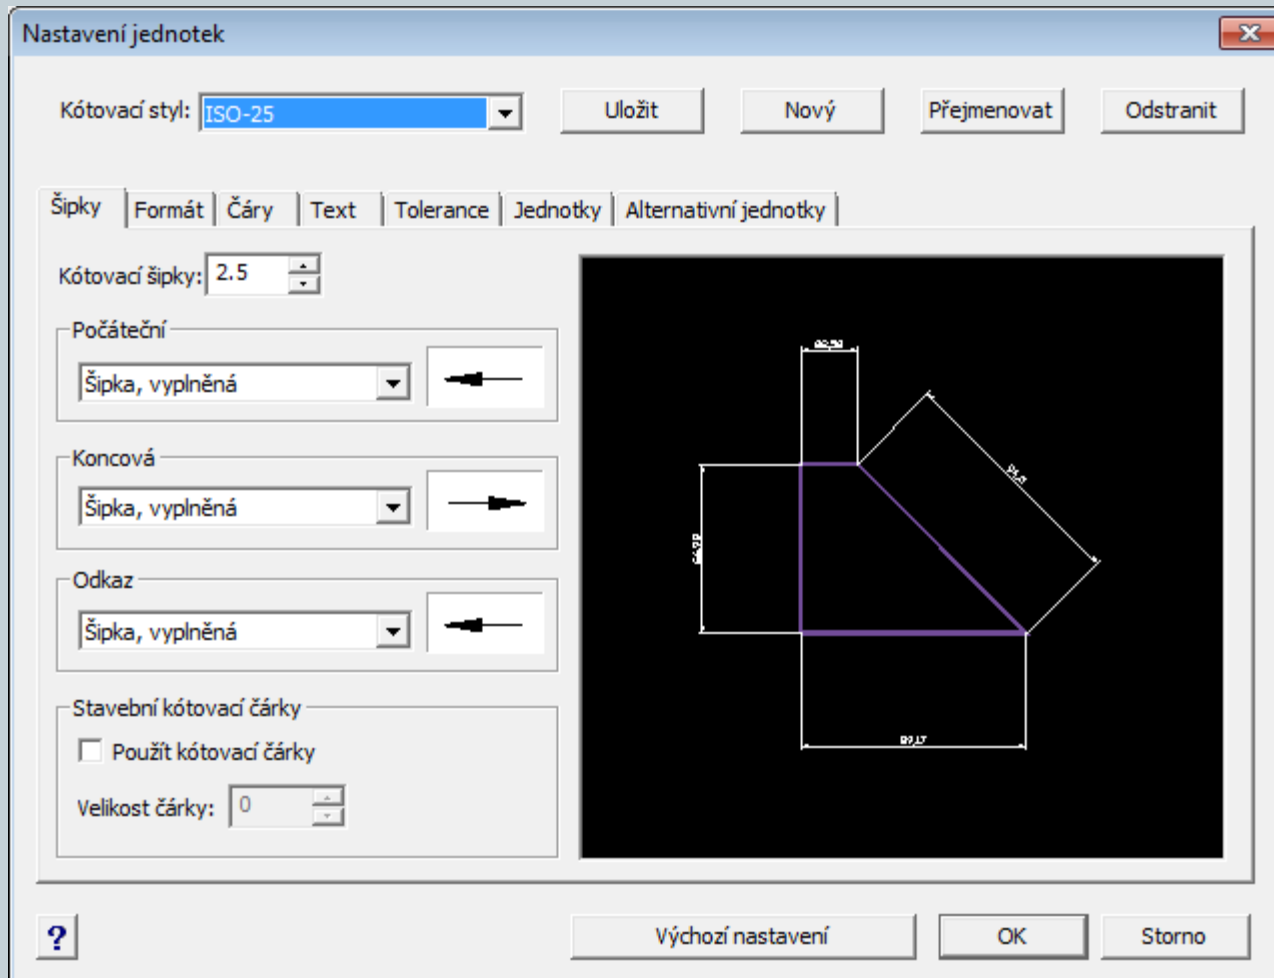 Nastavení jednotek
Kótovací styl: ISO-25 Uložit Nový Přejmenovat Odstranit
Šipky Formát Čáry Text Tolerance Jednotky Alternativní jednotky
Kótovací šipky: 2.5
Počáteční
Šipka, vyplněná
Koncová
Šipka, vyplněná
Odkaz
Šipka, vyplněná
Stavební kótovací čárky
Použít kótovací čárky
Velikost čárky: 0
? Výchozí nastavení OK Storno